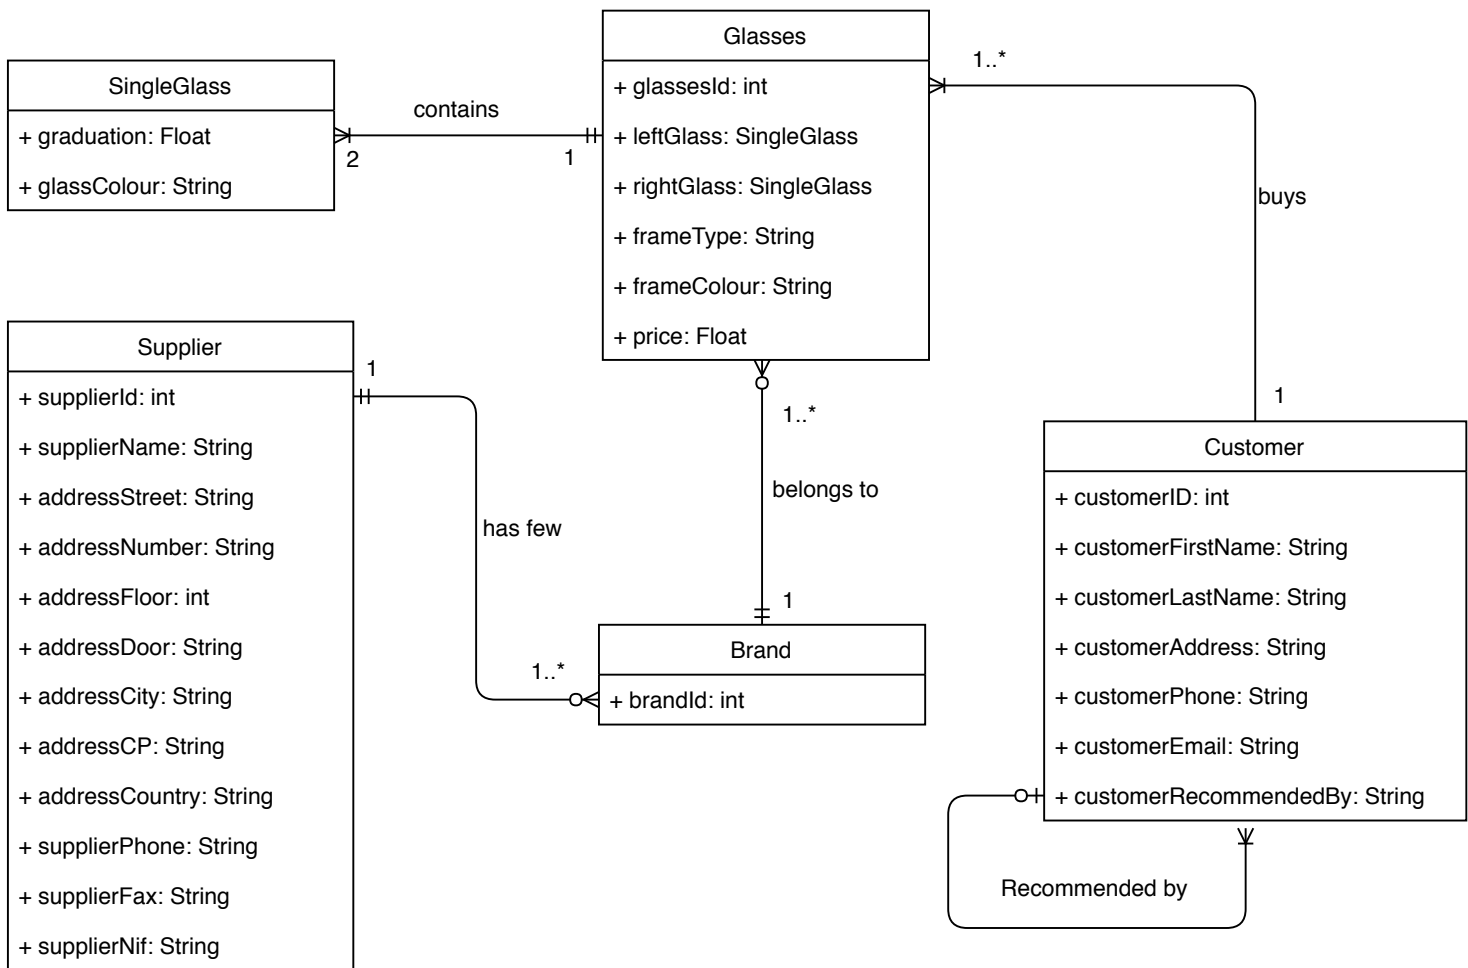 SingleGlass
+ graduation: Float
+ glassColour: String
contains
2
1
Glasses
+ glassesId: int
+ leftGlass: SingleGlass
+ rightGlass: SingleGlass
+ frameType: String
+ frameColour: String
+ price: Float
1..*
buys
1
Supplier
+ supplierId: int
+ supplierName: String
+ addressStreet: String
+ addressNumber: String
+ addressFloor: int
+ addressDoor: String
+ addressCity: String
+ addressCP: String
+ addressCountry: String
+ supplierPhone: String
+ supplierFax: String
+ supplierNif: String
1
has few
1..*
1..*
belongs to
1
Brand
+ brandId: int
Customer
+ customerID: int
+ customerFirstName: String
+ customerLastName: String
+ customerAddress: String
+ customerPhone: String
+ customerEmail: String
+ customerRecommendedBy: String
Recommended by